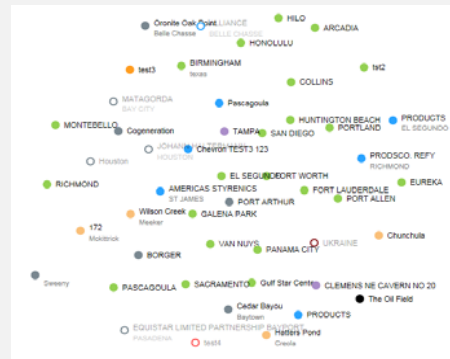 HILO
Oronite Oak Point
ALLIANCE
Belle Chasse
BELLE CHASSE
ARCADIA
HONOLULU
BIRMINGHAM
texas
test3
tst2
COLLINS
MATAGORDA
BAY CITY
Pascagoula
MONTEBELLO
Cogeneration
TAMPA
SAN DIEGO
HUNTINGTON BEACH
PORTLAND
PRODUCTS
EL SEGUNDO
HOUSTON
Chevron TEST3 123
Houston
PRODSCO. REFY
RICHMOND
RICHMOND
EL SEGUNDO
FORT WORTH
EUREKA
AMERICAS STYRENICS
ST JAMES
FORT LAUDERDALE
PORT ALLEN
PORT ARTHUR
Wilson Creek
Meeker
GALENA PARK
172
Mckittrick
VAN NUYS
PANAMA CITY
UKRAINE
Chunchula
BORGER
Sweeny
PASCAGOULA
SACRAMENTO
Gulf Star Center
CLEMENS NE CAVERN NO 20
The Oil Field
Cedar Bayou
Baytown
PRODUCTS
EQUISTAR LIMITED PARTNERSHIP BAYPORT
PASADENA
Hatters Pond
Creola
test4